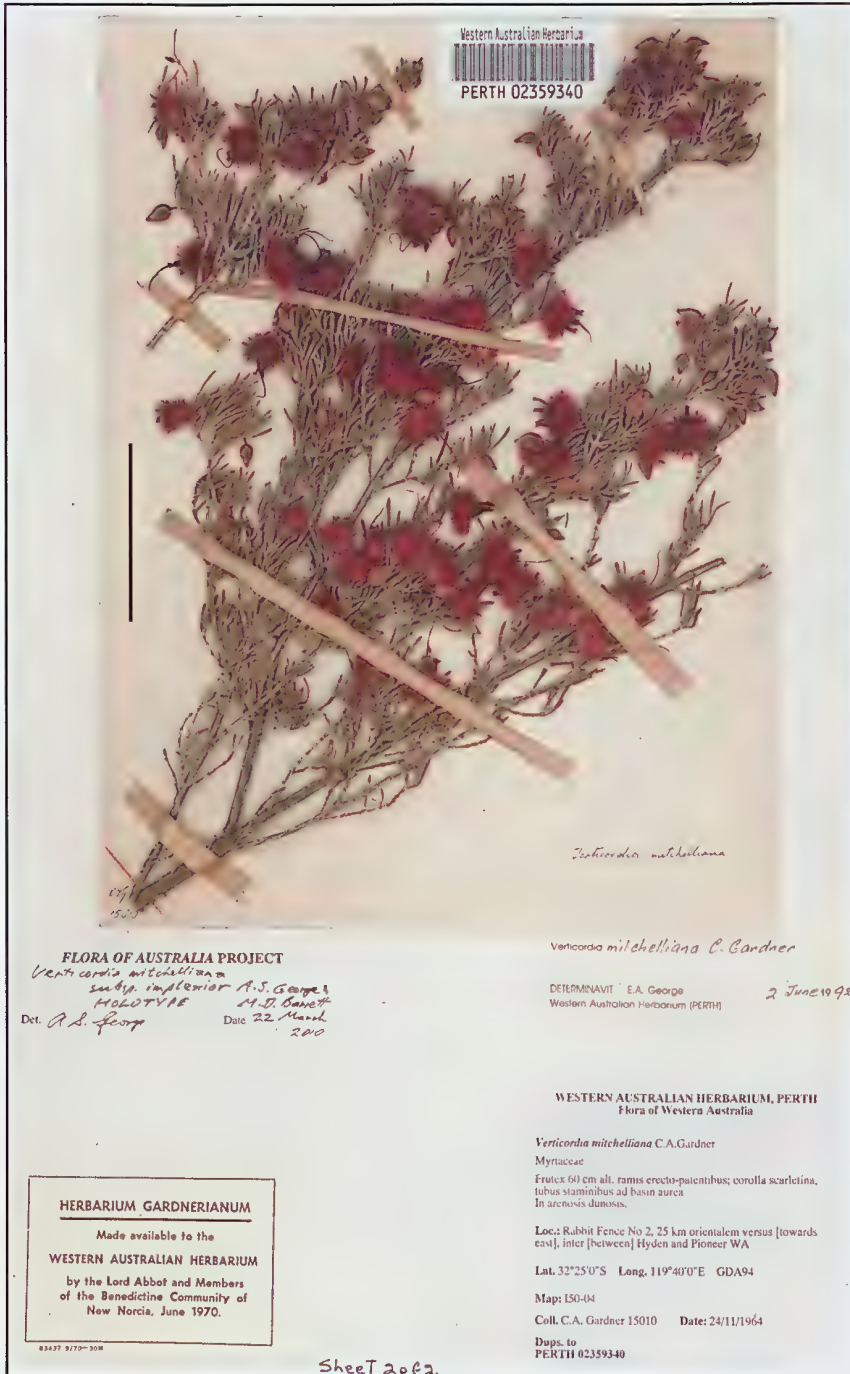 Western Australian Herbarium
PERTH 02359340
Verticordia mitchelliana
FLORA OF AUSTRALIA PROJECT
Verticordia mitchelliana
subsp. implexior A.S. George &
HOLOTYPE M.D. Barrett
Det. A.S. George Date 22 March
2010
Verticordia mitchelliana C. Gardner
DETERMINAVIT E.A. George
2 June 199
Western Australian Herbarium (PERTH)
WESTERN AUSTRALIAN HERBARIUM, PERTH
Flora of Western Australia
Verticordia mitchelliana C.A.Gardner
Myrtaceae
Frutex 60 cm alt. ramis erecto-patentibus; corolla scarletina,
tubus staminibus ad basin aurea
In arenosis dunosis.
Loc.: Rabbit Fence No 2, 25 km orientalem versus [towards
east], inter [between] Hyden and Pioneer WA
Lat. 32°25'0"S Long. 119°40'0"E GDA94
Map: I50-04
Coll. C.A. Gardner 15010 Date: 24/11/1964
Dups. to
PERTH 02359340
HERBARIUM GARDNERIANUM
Made available to the
WESTERN AUSTRALIAN HERBARIUM
by the Lord Abbot and Members
of the Benedictine Community of
New Norcia, June 1970.
83437 9/70—30M
Sheet 2 of 2.